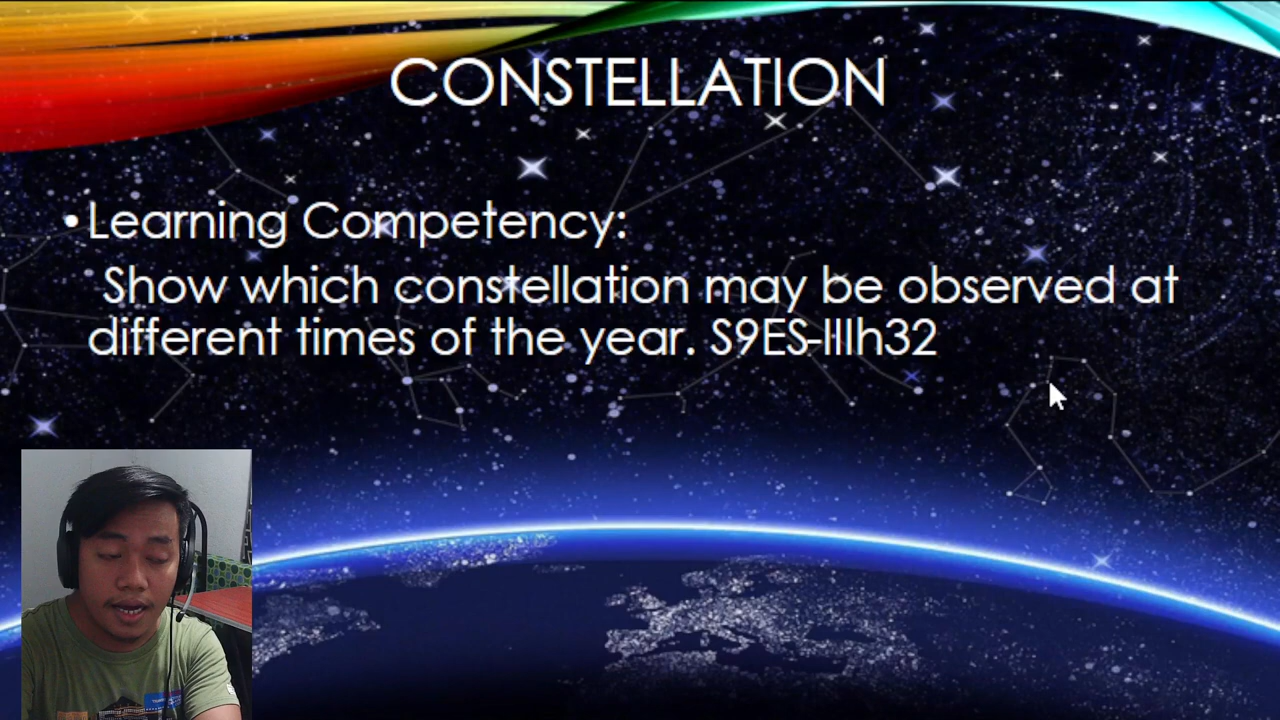 CONSTELLATION
• Learning Competency:
Show which constellation may be observed at
different times of the year. S9ES-IIIh32